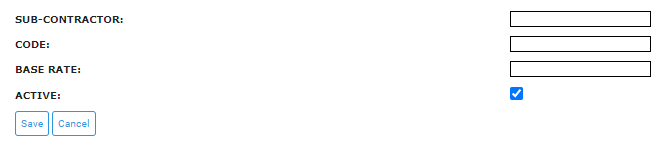 SUB-CONTRACTOR:
CODE:
BASE RATE:
ACTIVE:
Save Cancel